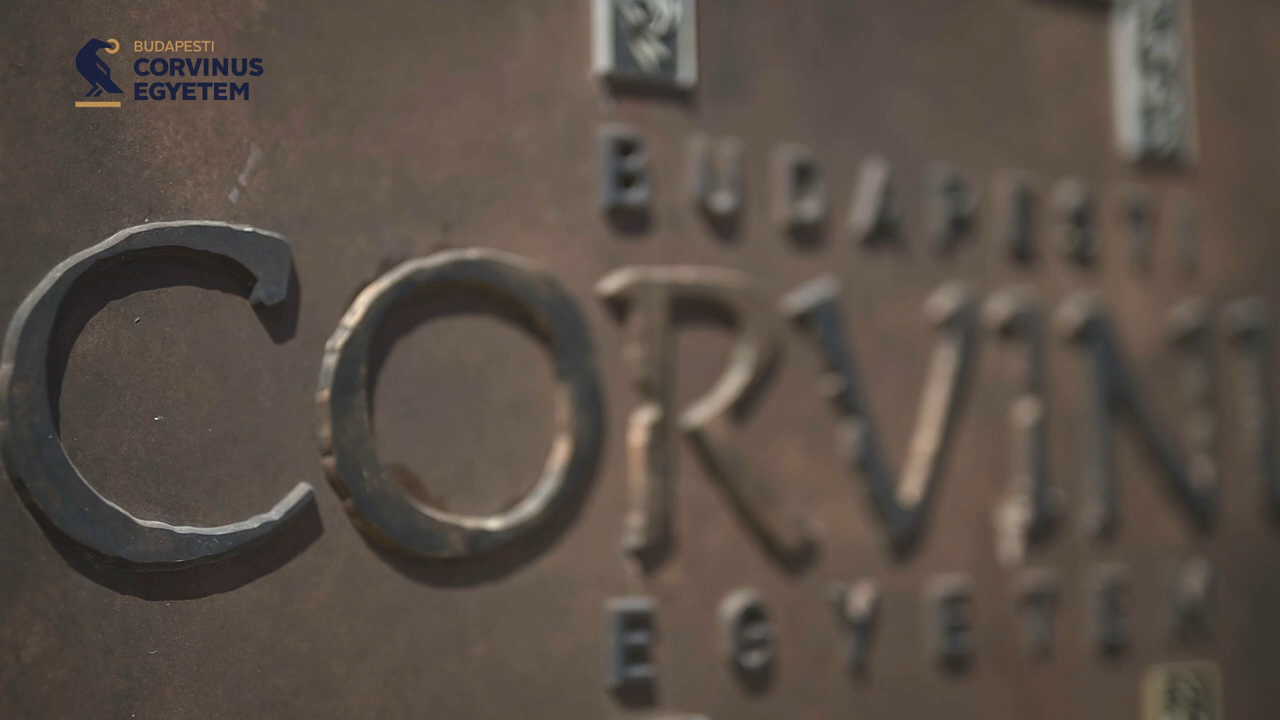 BUDAPESTI
CORVINUS
EGYETEM
BUDAPESTI
CORVINU
EGYETEM